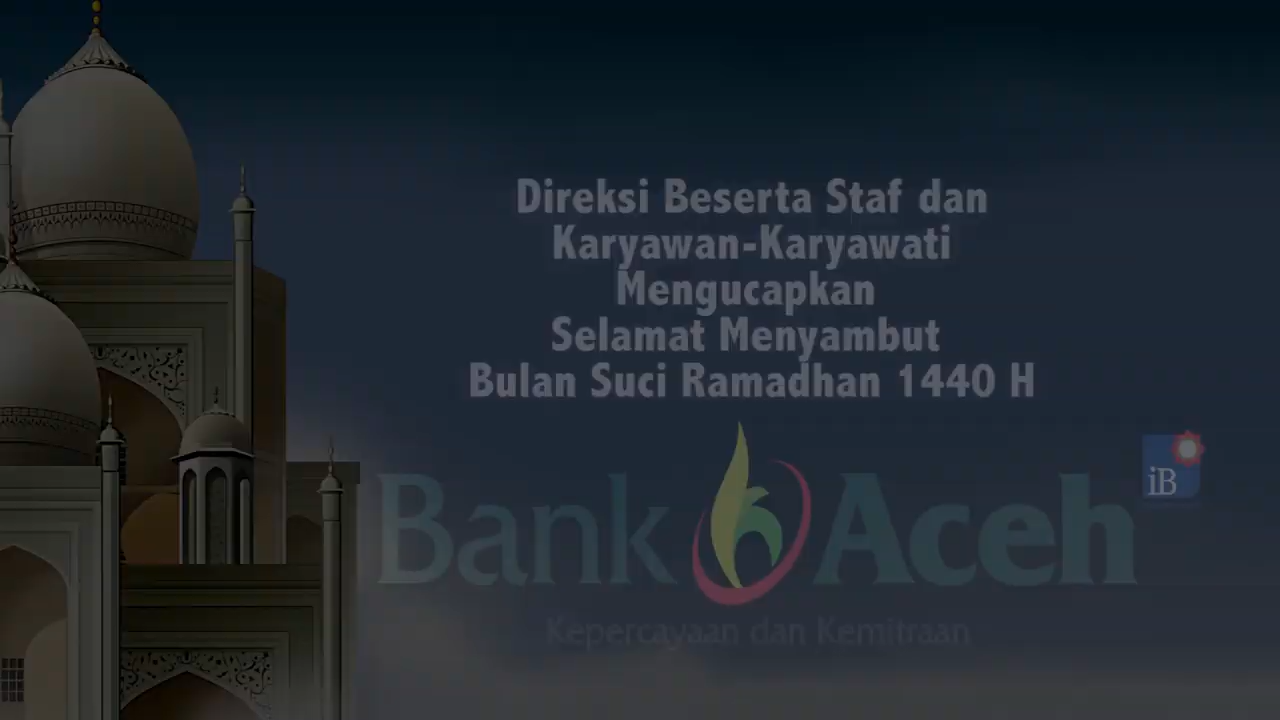 Direksi Beserta Staf dan
Karyawan-Karyawati
Mengucapkan
Selamat Menyambut
Bulan Suci Ramadhan 1440 H
Bank Aceh
iB
Kepercayaan dan Kemitraan